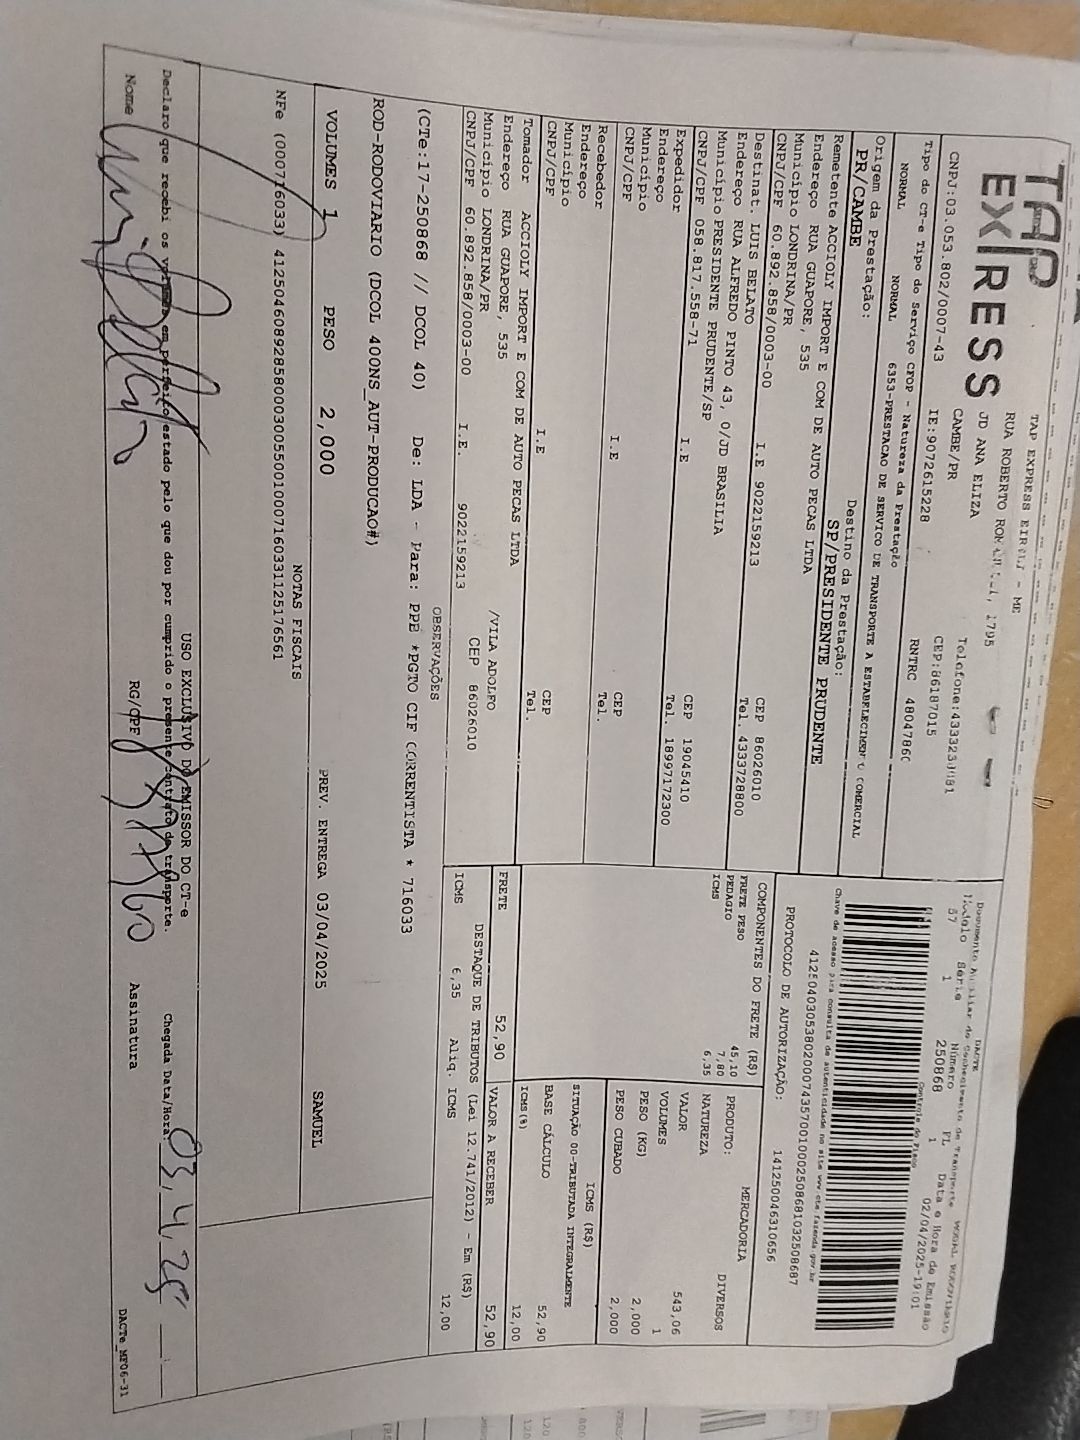 TAP
EXPRESS
TAP EXPRESS EIRELI - ME
RUA ROBERTO 1795
JD ANA ELIZA
CAMBE/PR
CEP:86187015
CNPJ:03.053.802/0007-43
IE:9072615228
RNTRC
DACTE
Documento Auxiliar do Conhecimento de Transporte MODAL RODOVIARIO
Modelo Série Número FL Data e Hora de Emissão
57 1 250868 1 02/04/2025-19:01
Controle do Fisco
Tipo do CT-e Tipo do Serviço CFOP - Natureza da Prestação
NORMAL NORMAL 6353-PRESTACAO DE SERVICO DE TRANSPORTE A ESTABELECIMENTO COMERCIAL
Chave de acesso para consulta de autenticidade no site www.cte.fazenda.gov.br
41250403053802000743570010002508681032508687
Origem da Prestação: Destino da Prestação:
PR/CAMBE SP/PRESIDENTE PRUDENTE
PROTOCOLO DE AUTORIZAÇÃO: 141250046310656
Remetente ACCIOLY IMPORT E COM DE AUTO PECAS LTDA
Endereço RUA GUAPORE, 535
Município LONDRINA/PR CEP 86026010
CNPJ/CPF 60.892.858/0003-00 I.E 9022159213 Tel. 4333728800
Destinat. LUIS BELATO
Endereço RUA ALFREDO PINTO 43, 0/JD BRASILIA
Município PRESIDENTE PRUDENTE/SP CEP 19045410
CNPJ/CPF 058.817.558-71 I.E Tel. 18997172300
Expedidor
Endereço
Município CEP
CNPJ/CPF I.E Tel.
Recebedor
Endereço
Município CEP
CNPJ/CPF I.E Tel.
Tomador ACCIOLY IMPORT E COM DE AUTO PECAS LTDA
Endereço RUA GUAPORE, 535 /VILA ADOLFO
Município LONDRINA/PR CEP 86026010
CNPJ/CPF 60.892.858/0003-00 I.E. 9022159213
COMPONENTES DO FRETE (R$)
FRETE PESO 45,10
PEDAGIO 7,80
ICMS 6,35
PRODUTO: MERCADORIA
NATUREZA DIVERSOS
VALOR 543,06
VOLUMES 1
PESO (KG) 2,000
PESO CUBADO 2,000
ICMS (R$)
SITUAÇÃO 00-TRIBUTADA INTEGRALMENTE
BASE CÁLCULO 52,90
ICMS(%) 12,00
FRETE 52,90 VALOR A RECEBER 52,90
DESTAQUE DE TRIBUTOS (Lei 12.741/2012) - Em (R$)
ICMS 6,35 Aliq. ICMS 12,00
OBSERVAÇÕES
(CTe:17-250868 // DCOL 40) De: LDA - Para: PPE *PGTO CIF CORRENTISTA * 716033
ROD-RODOVIARIO (DCOL 400NS_AUT-PRODUCAO#)
VOLUMES 1 PESO 2,000 PREV. ENTREGA 03/04/2025 SAMUEL
NOTAS FISCAIS
NFe (000716033) 41250460892858000300550010007160331125176561
USO EXCLUSIVO DO EMISSOR DO CT-e
Declaro que recebi os volumes em perfeito estado pelo que dou por cumprido o presente contrato de transporte. Chegada Data/Hora: 03, 4, 25
Nome RG/CPF Assinatura
DACTe_MF06-31